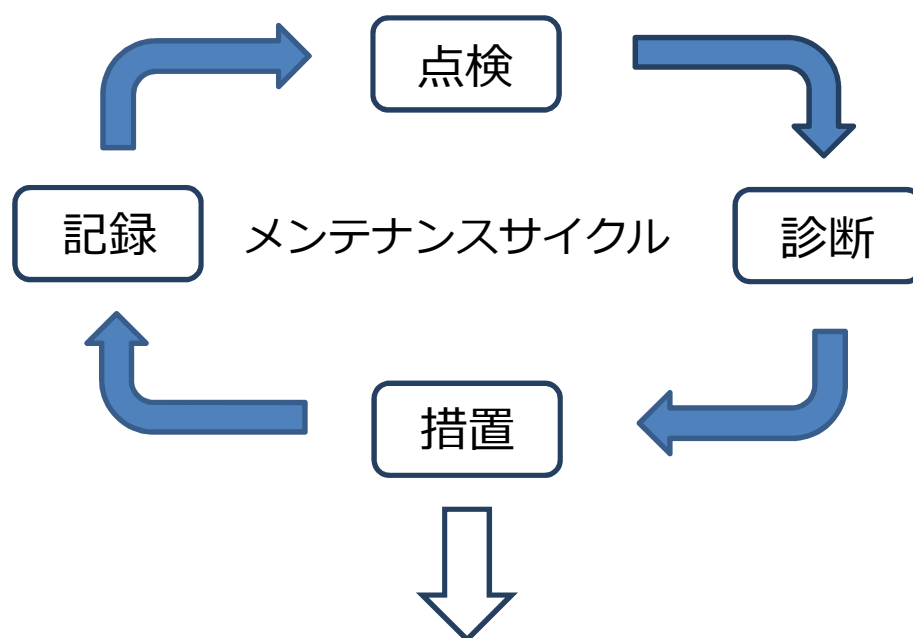 点検
記録
メンテナンスサイクル
診断
措置